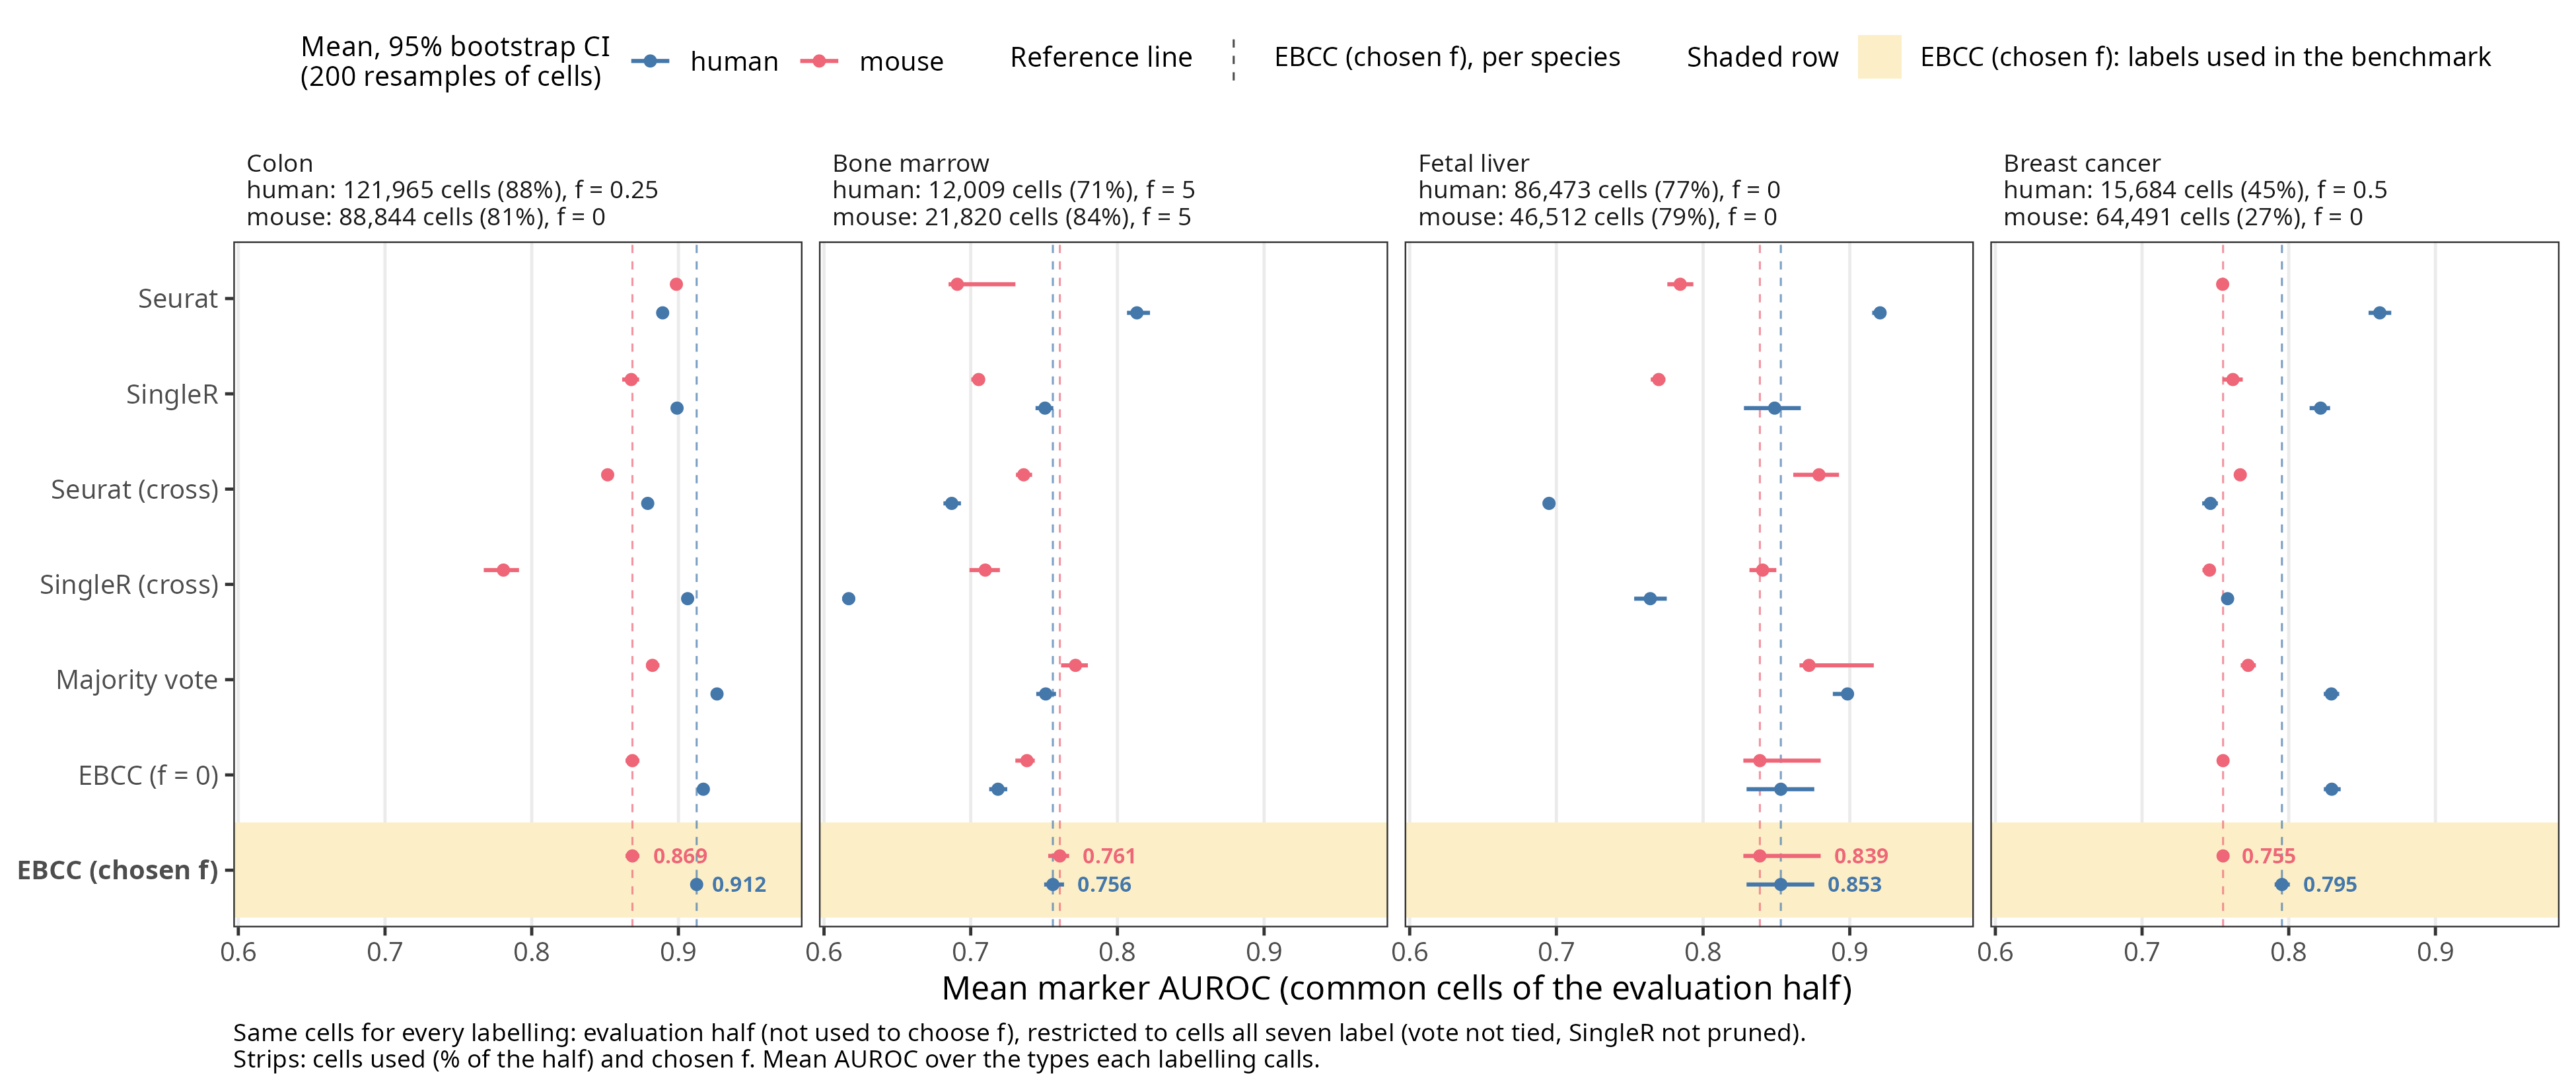 Mean, 95% bootstrap CI
(200 resamples of cells)
human
mouse
Reference line
EBCC (chosen f), per species
Shaded row
EBCC (chosen f): labels used in the benchmark
Colon
human: 121,965 cells (88%), f = 0.25
mouse: 88,844 cells (81%), f = 0
Bone marrow
human: 12,009 cells (71%), f = 5
mouse: 21,820 cells (84%), f = 5
Fetal liver
human: 86,473 cells (77%), f = 0
mouse: 46,512 cells (79%), f = 0
Breast cancer
human: 15,684 cells (45%), f = 0.5
mouse: 64,491 cells (27%), f = 0
Seurat
SingleR
Seurat (cross)
SingleR (cross)
Majority vote
EBCC (f = 0)
EBCC (chosen f)
0.869
0.912
0.761
0.756
0.839
0.853
0.755
0.795
0.6 0.7 0.8 0.9
0.6 0.7 0.8 0.9
0.6 0.7 0.8 0.9
0.6 0.7 0.8 0.9
Mean marker AUROC (common cells of the evaluation half)
Same cells for every labelling: evaluation half (not used to choose f), restricted to cells all seven label (vote not tied, SingleR not pruned).
Strips: cells used (% of the half) and chosen f. Mean AUROC over the types each labelling calls.